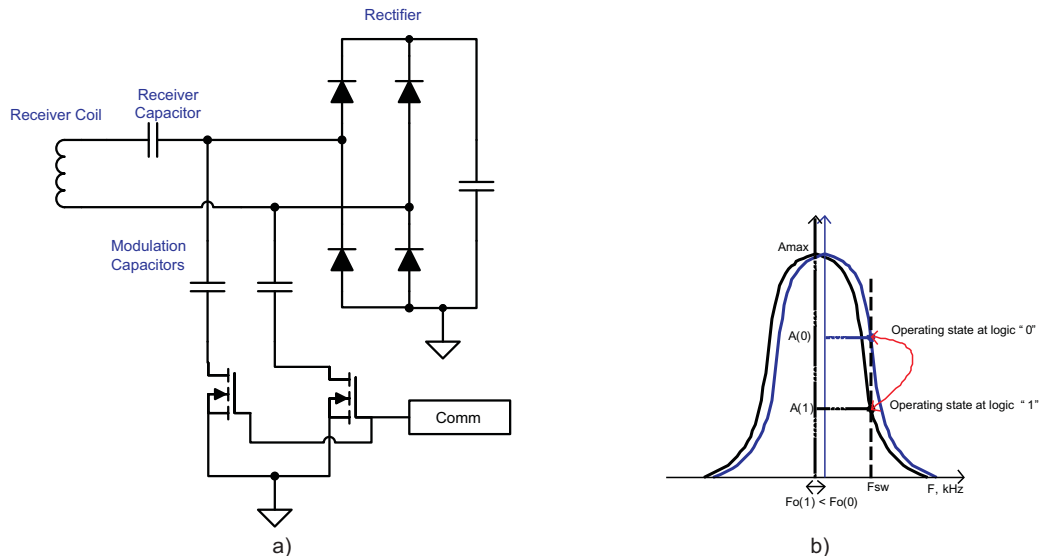 Rectifier
Receiver
Capacitor
Receiver Coil
Modulation
Capacitors
Comm
a)
Amax
A(0)
Operating state at logic “ 0”
A(1)
Operating state at logic “ 1”
Fsw
F, kHz
Fo(1) < Fo(0)
b)